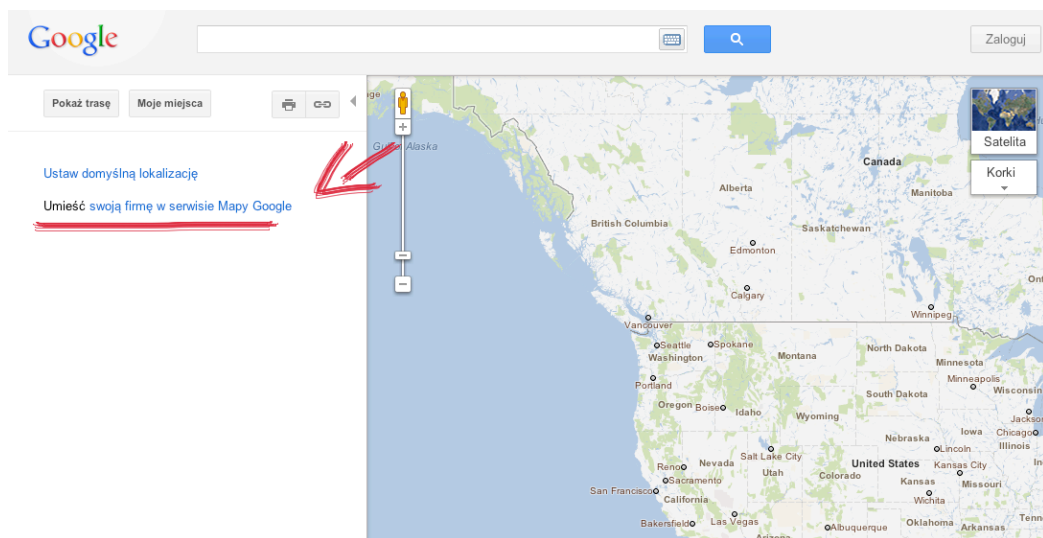 Google
Zaloguj
Pokaż trasę
Moje miejsca
Ustaw domyślną lokalizację
Umieść swoją firmę w serwisie Mapy Google
Satelita
Korki
Alaska
Canada
Alberta
Manitoba
British Columbia
Saskatchewan
Edmonton
Calgary
Winnipeg
Vancouver
Seattle
Spokane
Washington
Montana
North Dakota
Minnesota
Portland
Minneapolis
Wisconsin
South Dakota
Oregon
Boise
Idaho
Wyoming
Iowa
Chicago
Nebraska
Illinois
Lincoln
Salt Lake City
Reno
Nevada
Utah
United States
Kansas City
Sacramento
Colorado
Kansas
Missouri
San Francisco
California
Wichita
Bakersfield
Las Vegas
Albuquerque
Oklahoma
Arkansas